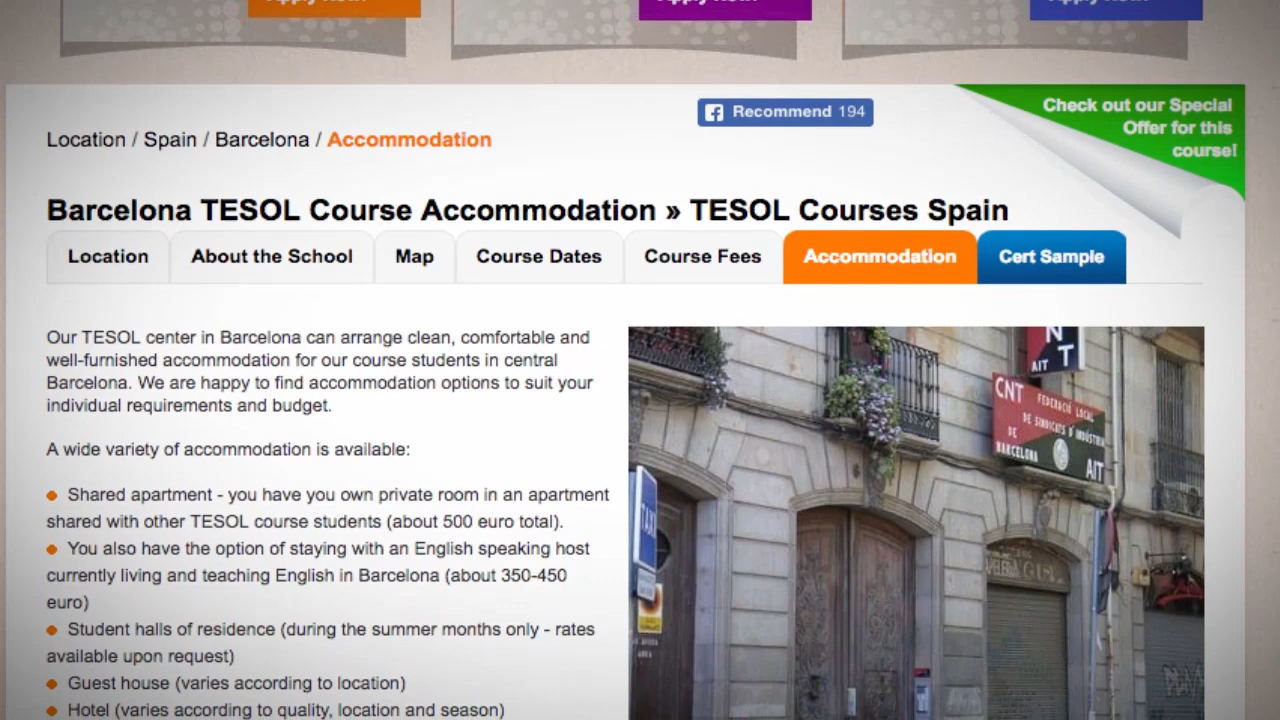 Recommend 194
Check out our Special
Offer for this
course!
Location / Spain / Barcelona / Accommodation
Barcelona TESOL Course Accommodation » TESOL Courses Spain
Location
About the School
Map
Course Dates
Course Fees
Accommodation
Cert Sample
Our TESOL center in Barcelona can arrange clean, comfortable and
well-furnished accommodation for our course students in central
Barcelona. We are happy to find accommodation options to suit your
individual requirements and budget.
A wide variety of accommodation is available:
Shared apartment - you have you own private room in an apartment
shared with other TESOL course students (about 500 euro total).
You also have the option of staying with an English speaking host
currently living and teaching English in Barcelona (about 350-450
euro)
Student halls of residence (during the summer months only - rates
available upon request)
Guest house (varies according to location)
Hotel (varies according to quality, location and season)
N
T
AIT
CNT
FEDERACIÓ LOCAL
DE SINDICATS D'INDÚSTRIA
DE
BARCELONA
AIT
TAXI